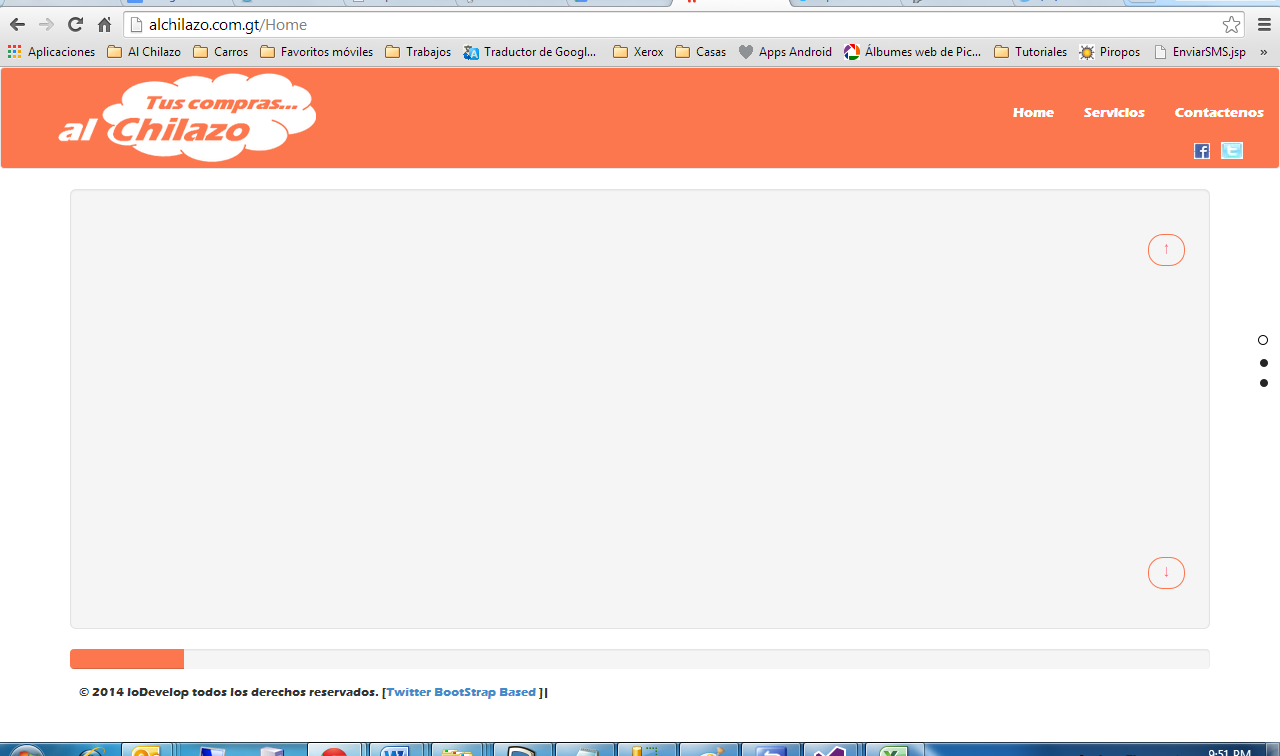 alchilazo.com.gt/Home
Aplicaciones Al Chilazo Carros Favoritos móviles Trabajos Traductor de Googl... Xerox Casas Apps Android Álbumes web de Pic... Tutoriales Piropos EnviarSMS.jsp »
Tus compras...
al Chilazo
Home Servicios Contactenos
↑
↓
© 2014 IoDevelop todos los derechos reservados. [Twitter BootStrap Based ]|
9:51 PM